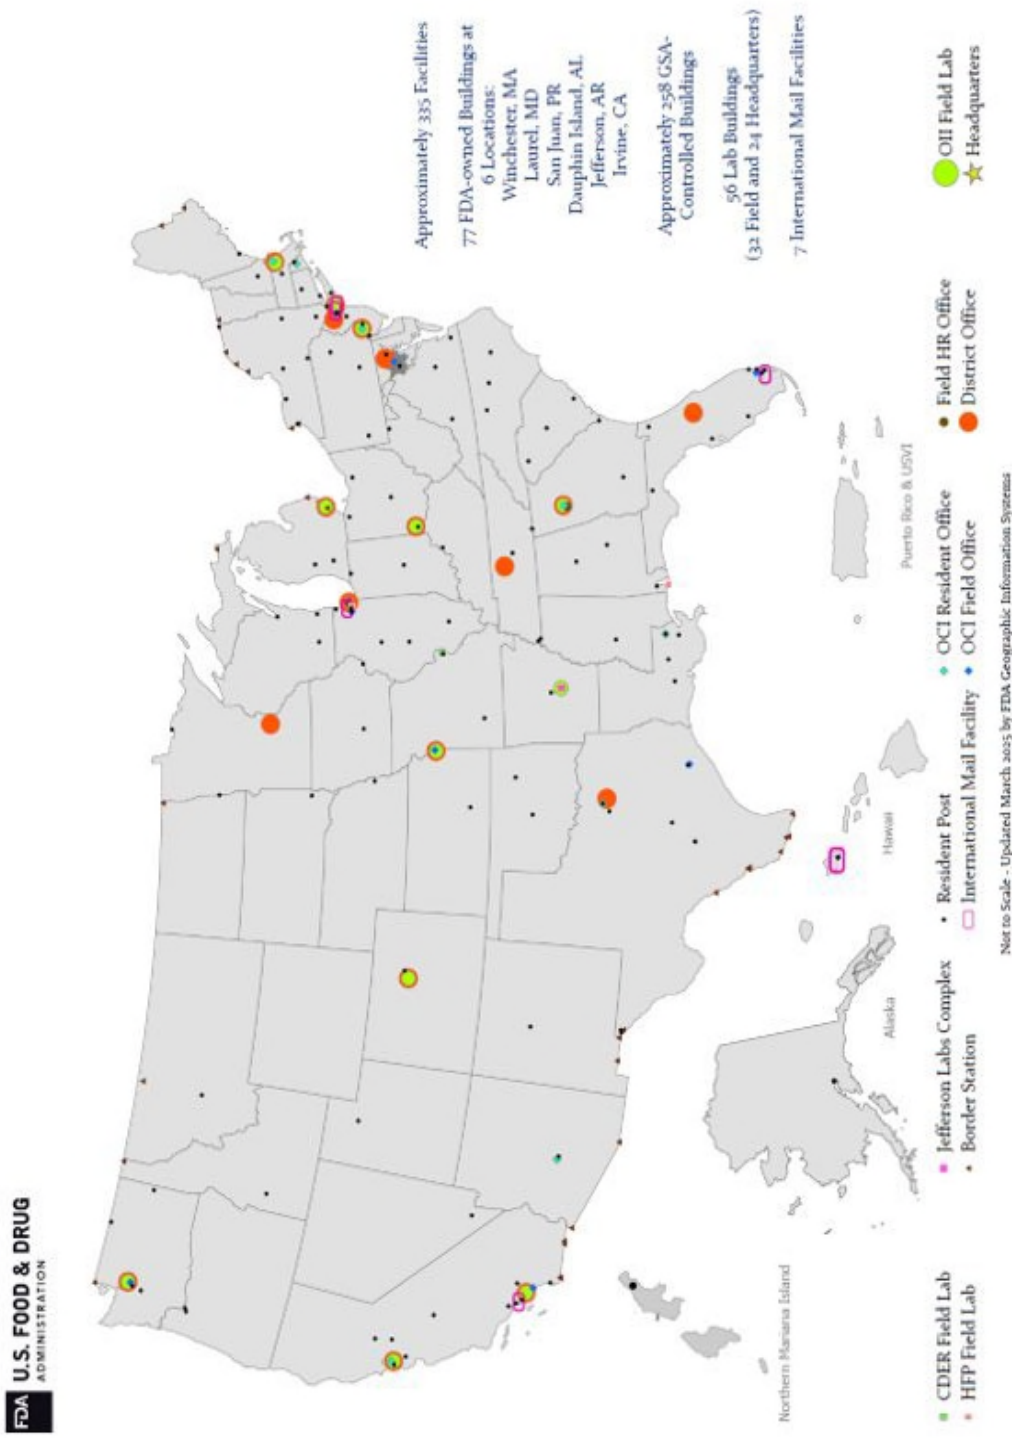 FDA U.S. FOOD & DRUG
ADMINISTRATION
Approximately 335 Facilities
77 FDA-owned Buildings at
6 Locations:
Winchester, MA
Laurel, MD
San Juan, PR
Dauphin Island, AL
Jefferson, AR
Irvine, CA
Approximately 258 GSA-
Controlled Buildings
56 Lab Buildings
(32 Field and 24 Headquarters)
7 International Mail Facilities
Northern Mariana Island
Alaska
Hawaii
Puerto Rico & USVI
CDER Field Lab
HFP Field Lab
Jefferson Labs Complex
Border Station
Resident Post
International Mail Facility
OCI Resident Office
OCI Field Office
Field HR Office
District Office
OII Field Lab
Headquarters
Not to Scale - Updated March 2025 by FDA Geographic Information Systems